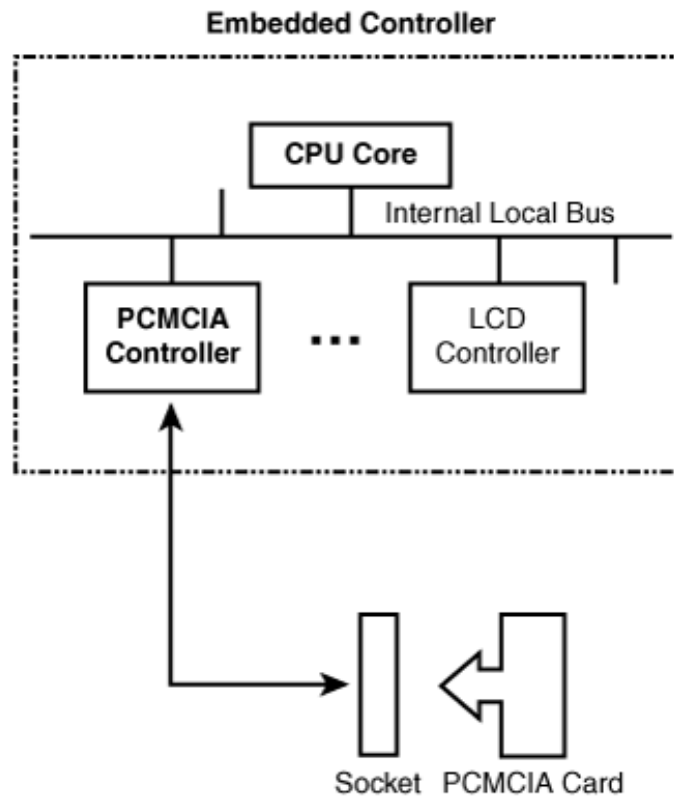 Embedded Controller
CPU Core
Internal Local Bus
PCMCIA
Controller
...
LCD
Controller
Socket
PCMCIA Card